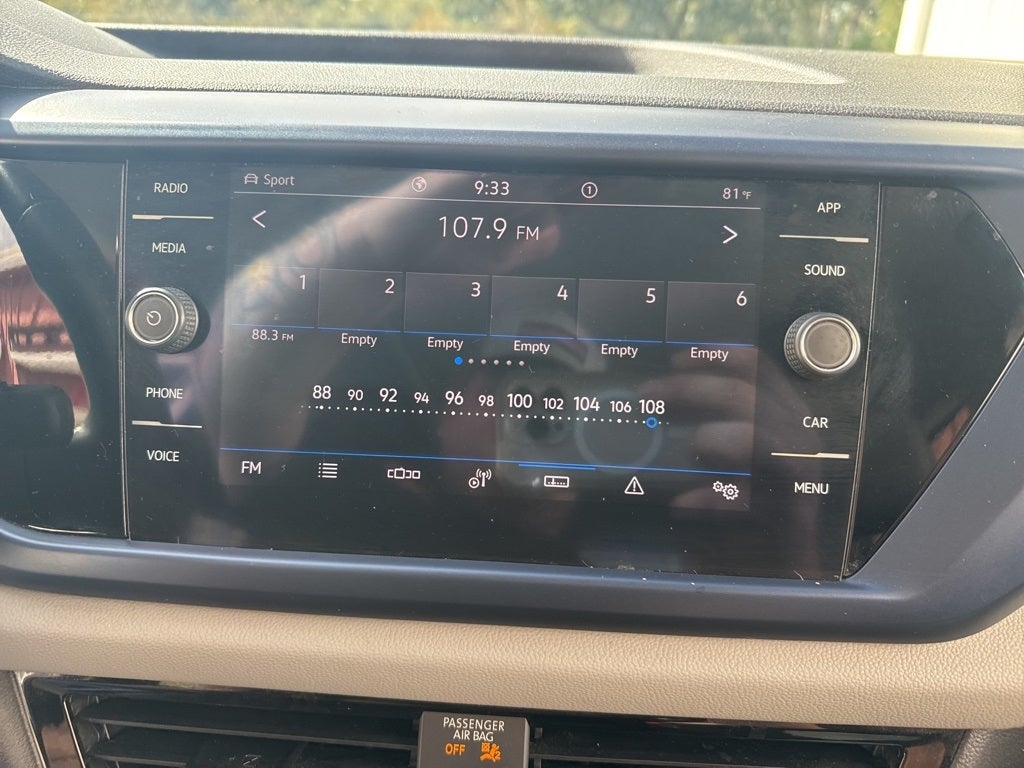 RADIO
MEDIA
PHONE
VOICE
Sport 9:33 1 81°F
107.9 FM
1 2 3 4 5 6
88.3 FM Empty Empty Empty Empty Empty
88 90 92 94 96 98 100 102 104 106 108
FM
APP
SOUND
CAR
MENU
PASSENGER
AIR BAG
OFF